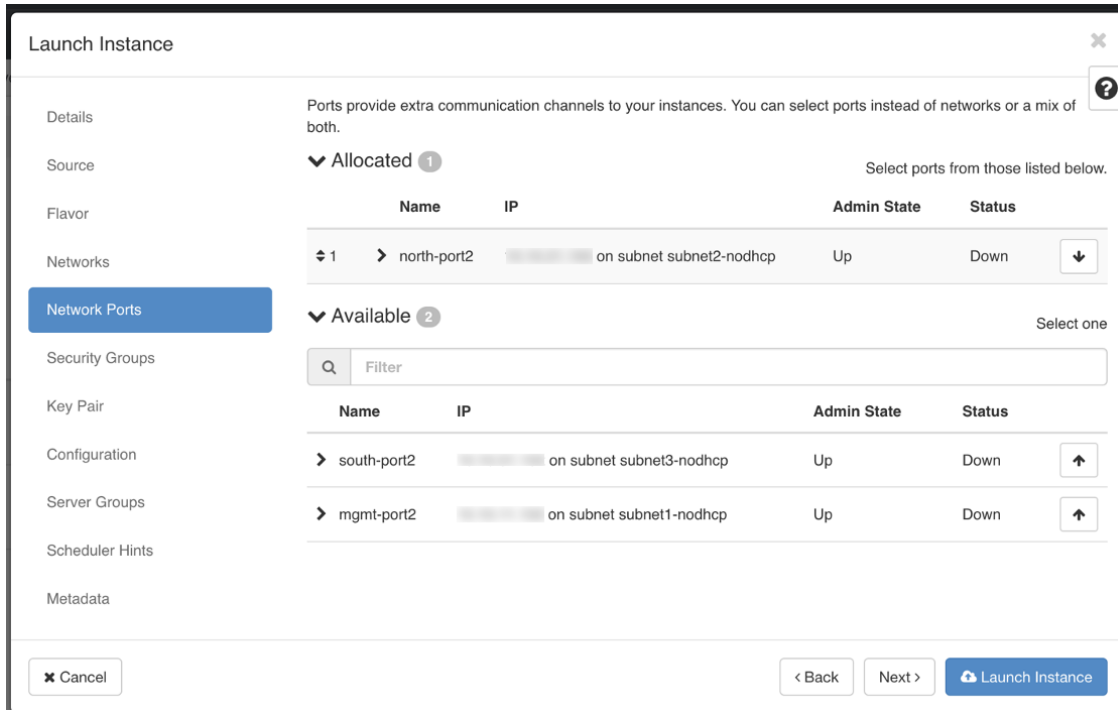 Launch Instance
Details
Source
Flavor
Networks
Network Ports
Security Groups
Key Pair
Configuration
Server Groups
Scheduler Hints
Metadata
Ports provide extra communication channels to your instances. You can select ports instead of networks or a mix of
both.
Allocated 1
Select ports from those listed below.
Name IP Admin State Status
1 north-port2 on subnet subnet2-nodhcp Up Down
Available 2
Select one
Filter
Name IP Admin State Status
south-port2 on subnet subnet3-nodhcp Up Down
mgmt-port2 on subnet subnet1-nodhcp Up Down
× Cancel
< Back Next > Launch Instance